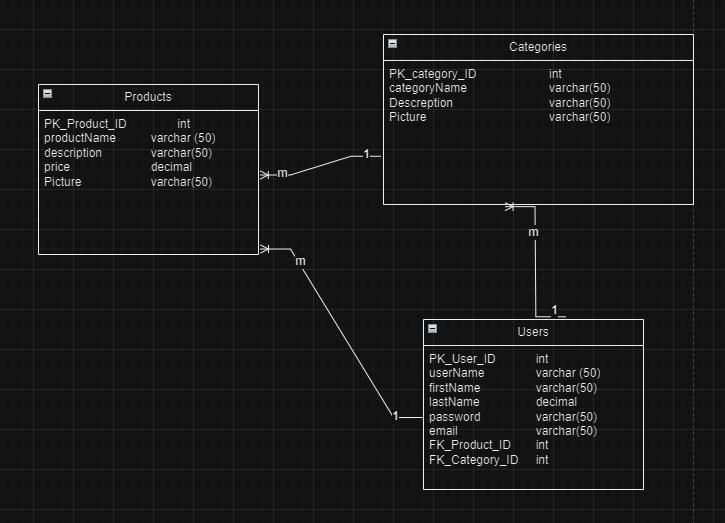 Categories
PK_category_ID int
categoryName varchar(50)
Descreption varchar(50)
Picture varchar(50)
Products
PK_Product_ID int
productName varchar (50)
description varchar(50)
price decimal
Picture varchar(50)
1
m
m
m
1
1
Users
PK_User_ID int
userName varchar (50)
firstName varchar(50)
lastName decimal
password varchar(50)
email varchar(50)
FK_Product_ID int
FK_Category_ID int